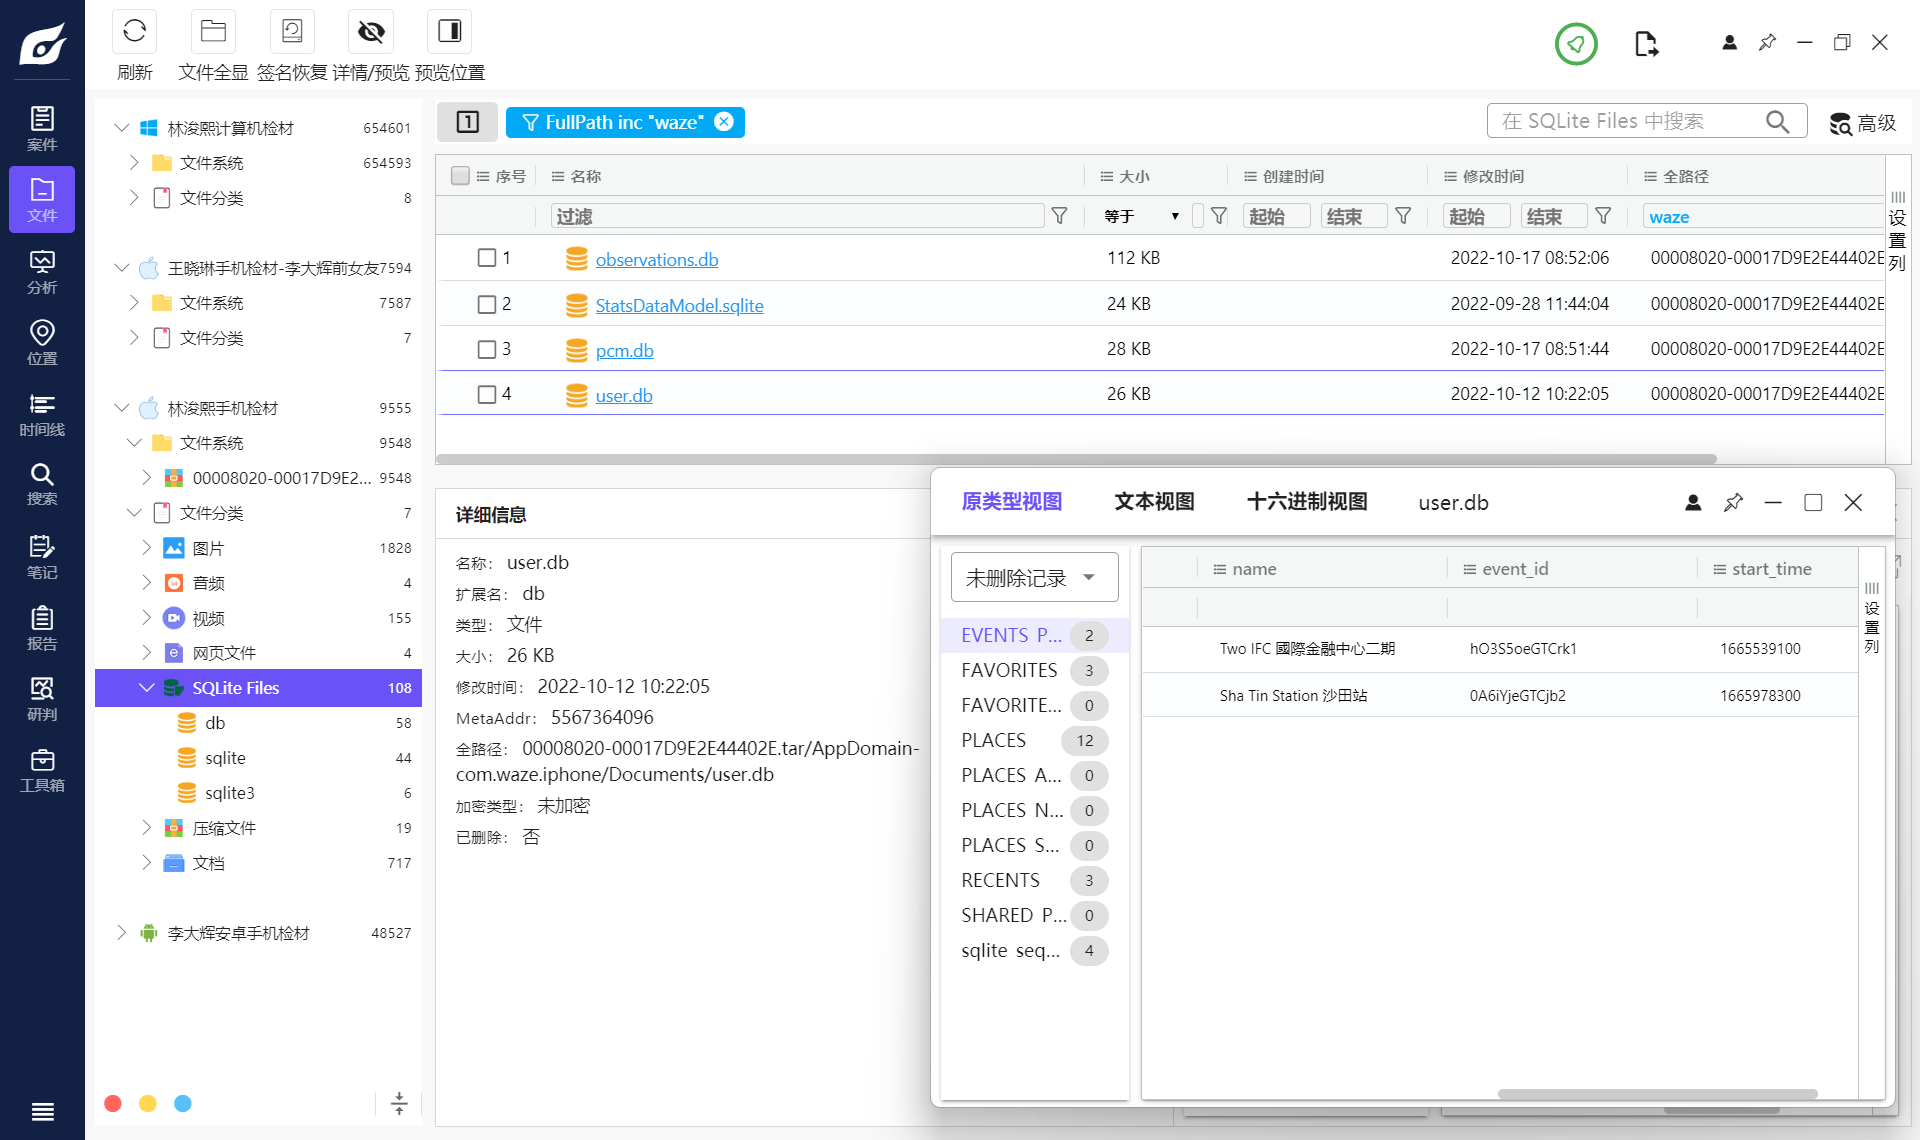 刷新
文件全显
签名恢复
详情/预览
预览位置
案件
文件
分析
位置
时间线
搜索
笔记
报告
研判
工具箱
林浚熙计算机检材 654601
文件系统 654593
文件分类 8
王晓琳手机检材-李大辉前女友 7594
文件系统 7587
文件分类 7
林浚熙手机检材 9555
文件系统 9548
00008020-00017D9E2... 9548
文件分类 7
图片 1828
音频 4
视频 155
网页文件 4
SQLite Files 108
db 58
sqlite 44
sqlite3 6
压缩文件 19
文档 717
李大辉安卓手机检材 48527
1
FullPath inc "waze"
在 SQLite Files 中搜索
高级
序号 名称 大小 创建时间 修改时间 全路径
过滤 等于 起始 结束 起始 结束 waze
1 observations.db 112 KB 2022-10-17 08:52:06 00008020-00017D9E2E44402E
2 StatsDataModel.sqlite 24 KB 2022-09-28 11:44:04 00008020-00017D9E2E44402E
3 pcm.db 28 KB 2022-10-17 08:51:44 00008020-00017D9E2E44402E
4 user.db 26 KB 2022-10-12 10:22:05 00008020-00017D9E2E44402E
设置列
详细信息
名称: user.db
扩展名: db
类型: 文件
大小: 26 KB
修改时间: 2022-10-12 10:22:05
MetaAddr: 5567364096
全路径: 00008020-00017D9E2E44402E.tar/AppDomain-
com.waze.iphone/Documents/user.db
加密类型: 未加密
已删除: 否
原类型视图 文本视图 十六进制视图 user.db
未删除记录
EVENTS P... 2
FAVORITES 3
FAVORITE... 0
PLACES 12
PLACES A... 0
PLACES N... 0
PLACES S... 0
RECENTS 3
SHARED P... 0
sqlite seq... 4
name event_id start_time
Two IFC 國際金融中心二期 hO3S5oeGTCrk1 1665539100
Sha Tin Station 沙田站 0A6iYjeGTCjb2 1665978300
设置列